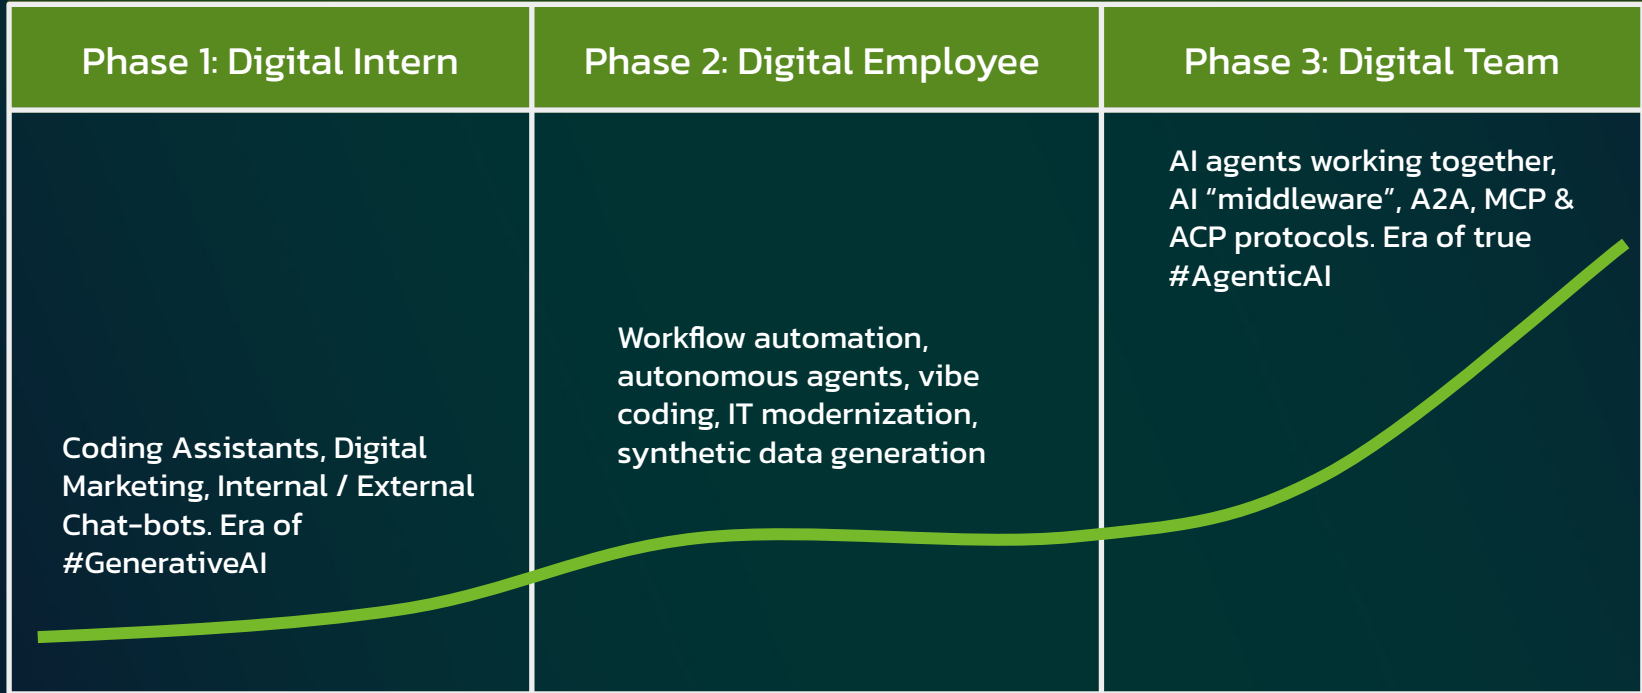 Phase 1: Digital Intern
Phase 2: Digital Employee
Phase 3: Digital Team
Coding Assistants, Digital
Marketing, Internal / External
Chat-bots. Era of
#GenerativeAI
Workflow automation,
autonomous agents, vibe
coding, IT modernization,
synthetic data generation
AI agents working together,
AI “middleware”, A2A, MCP &
ACP protocols. Era of true
#AgenticAI